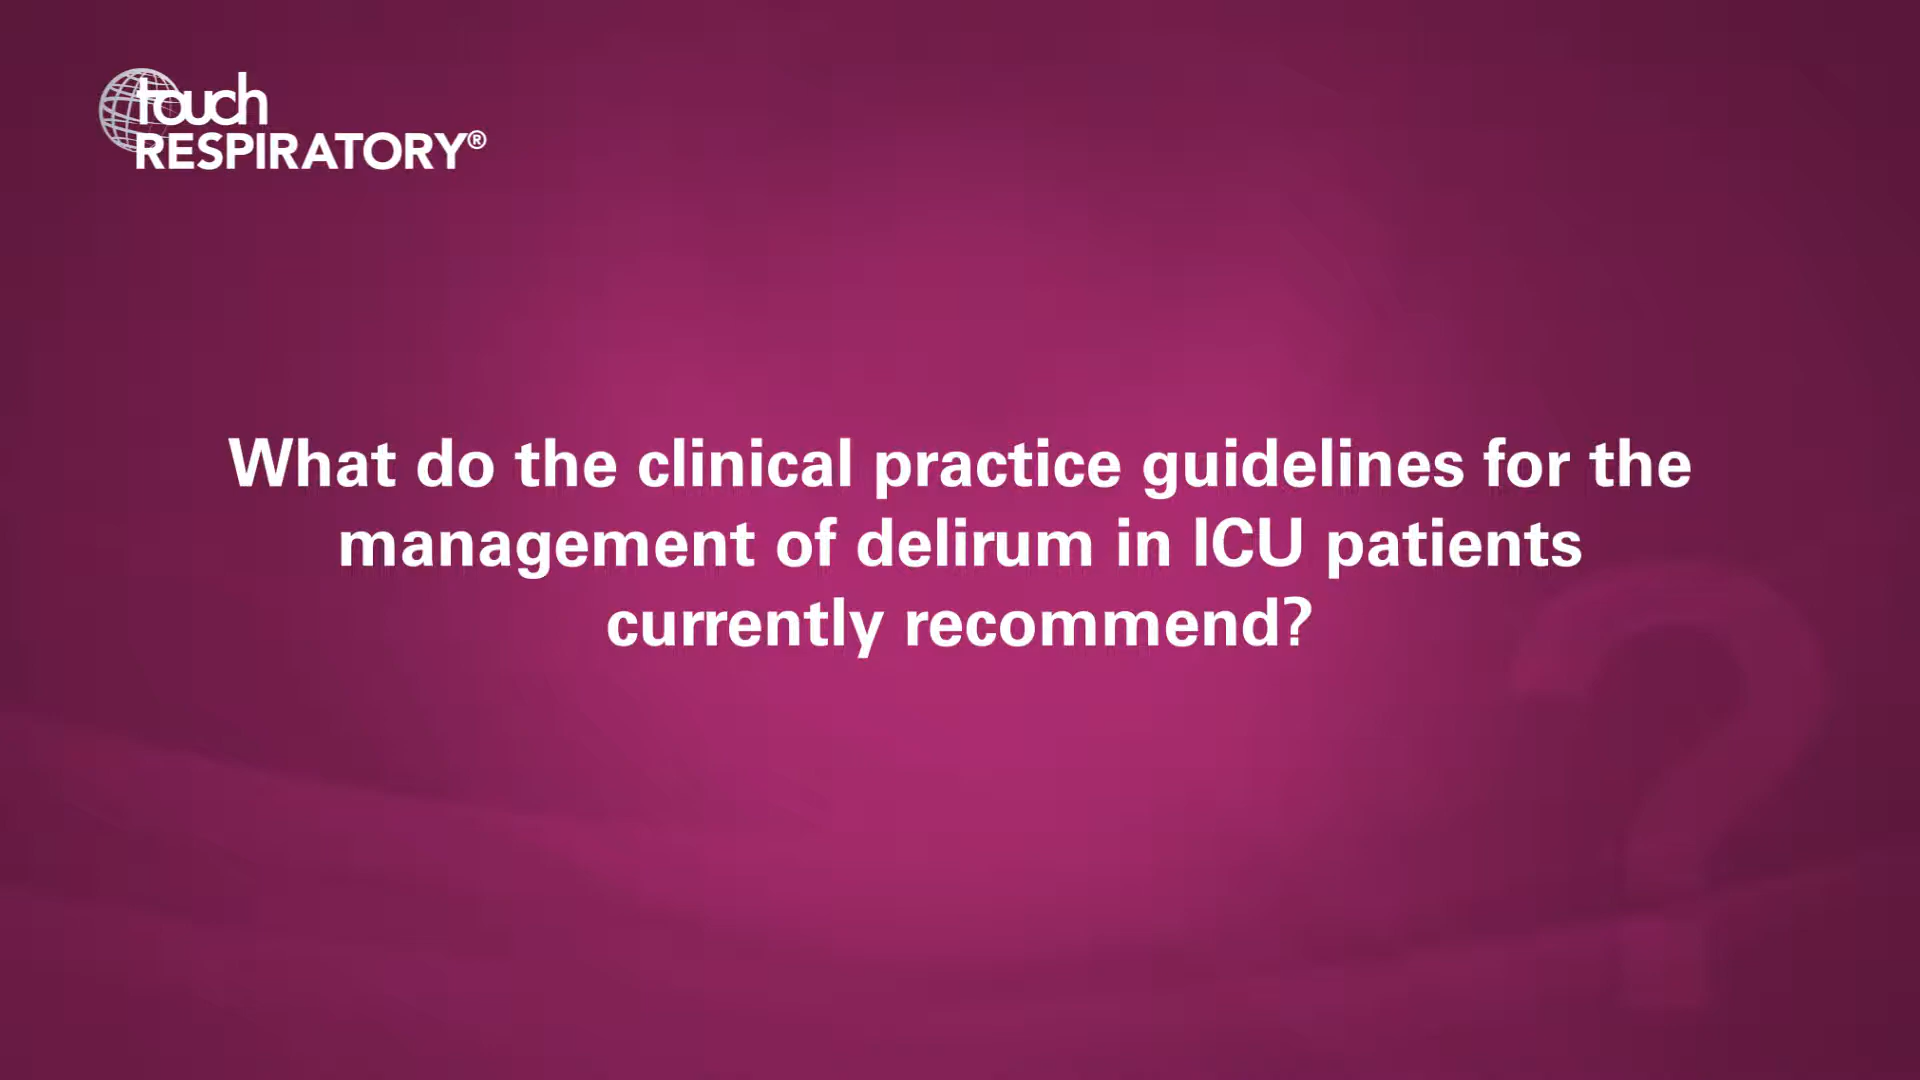 touch
RESPIRATORY®
What do the clinical practice guidelines for the
management of delirum in ICU patients
currently recommend?